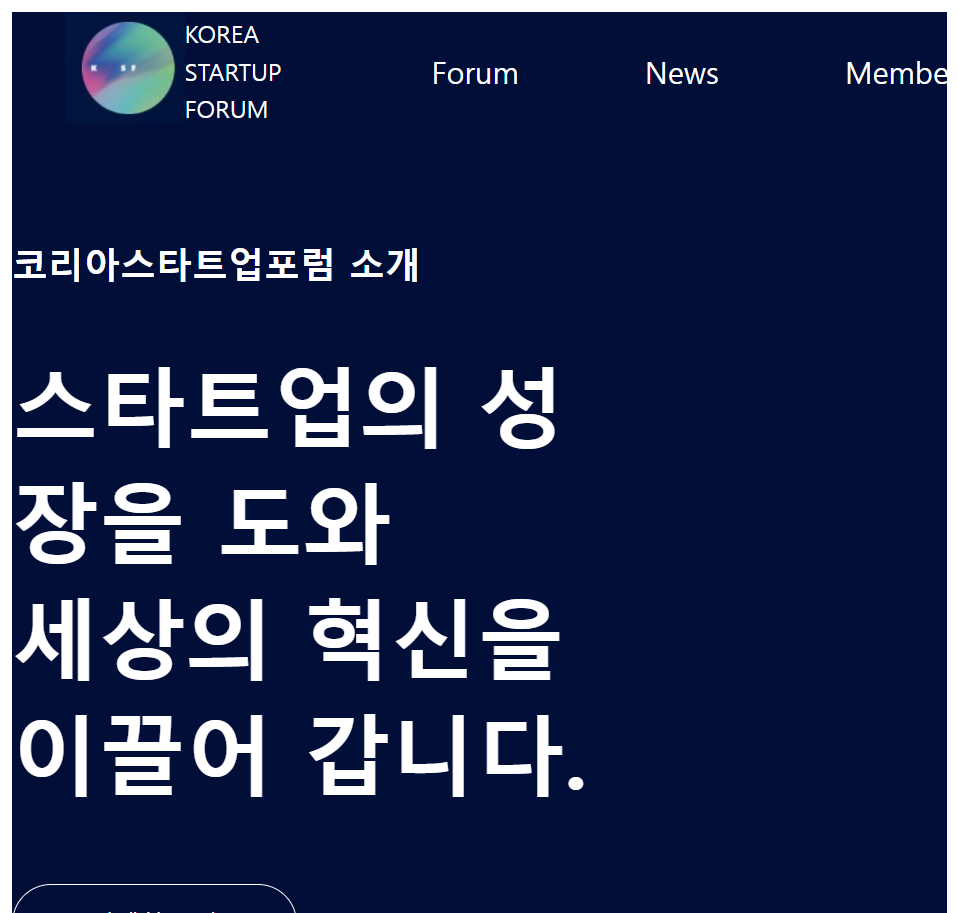 K SF
KOREA
STARTUP
FORUM
Forum News Membe
코리아스타트업포럼 소개
스타트업의 성
장을 도와
세상의 혁신을
이끌어 갑니다.